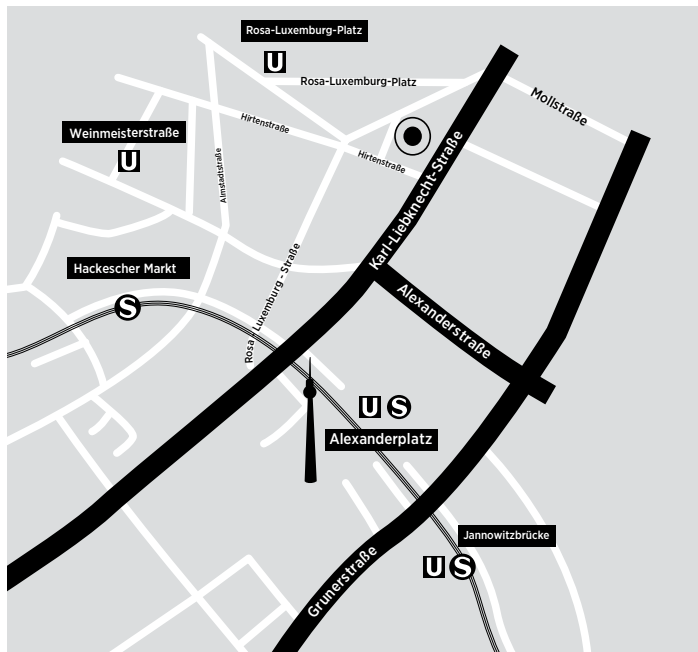 Rosa-Luxemburg-Platz
U
Rosa-Luxemburg-Platz
Mollstraße
Hirtenstraße
Weinmeisterstraße
U
Hirtenstraße
Almstadtstraße
Karl-Liebknecht-Straße
Hackescher Markt
S
Rosa - Luxemburg - Straße
Alexanderstraße
U S
Alexanderplatz
Jannowitzbrücke
U S
Grunerstraße